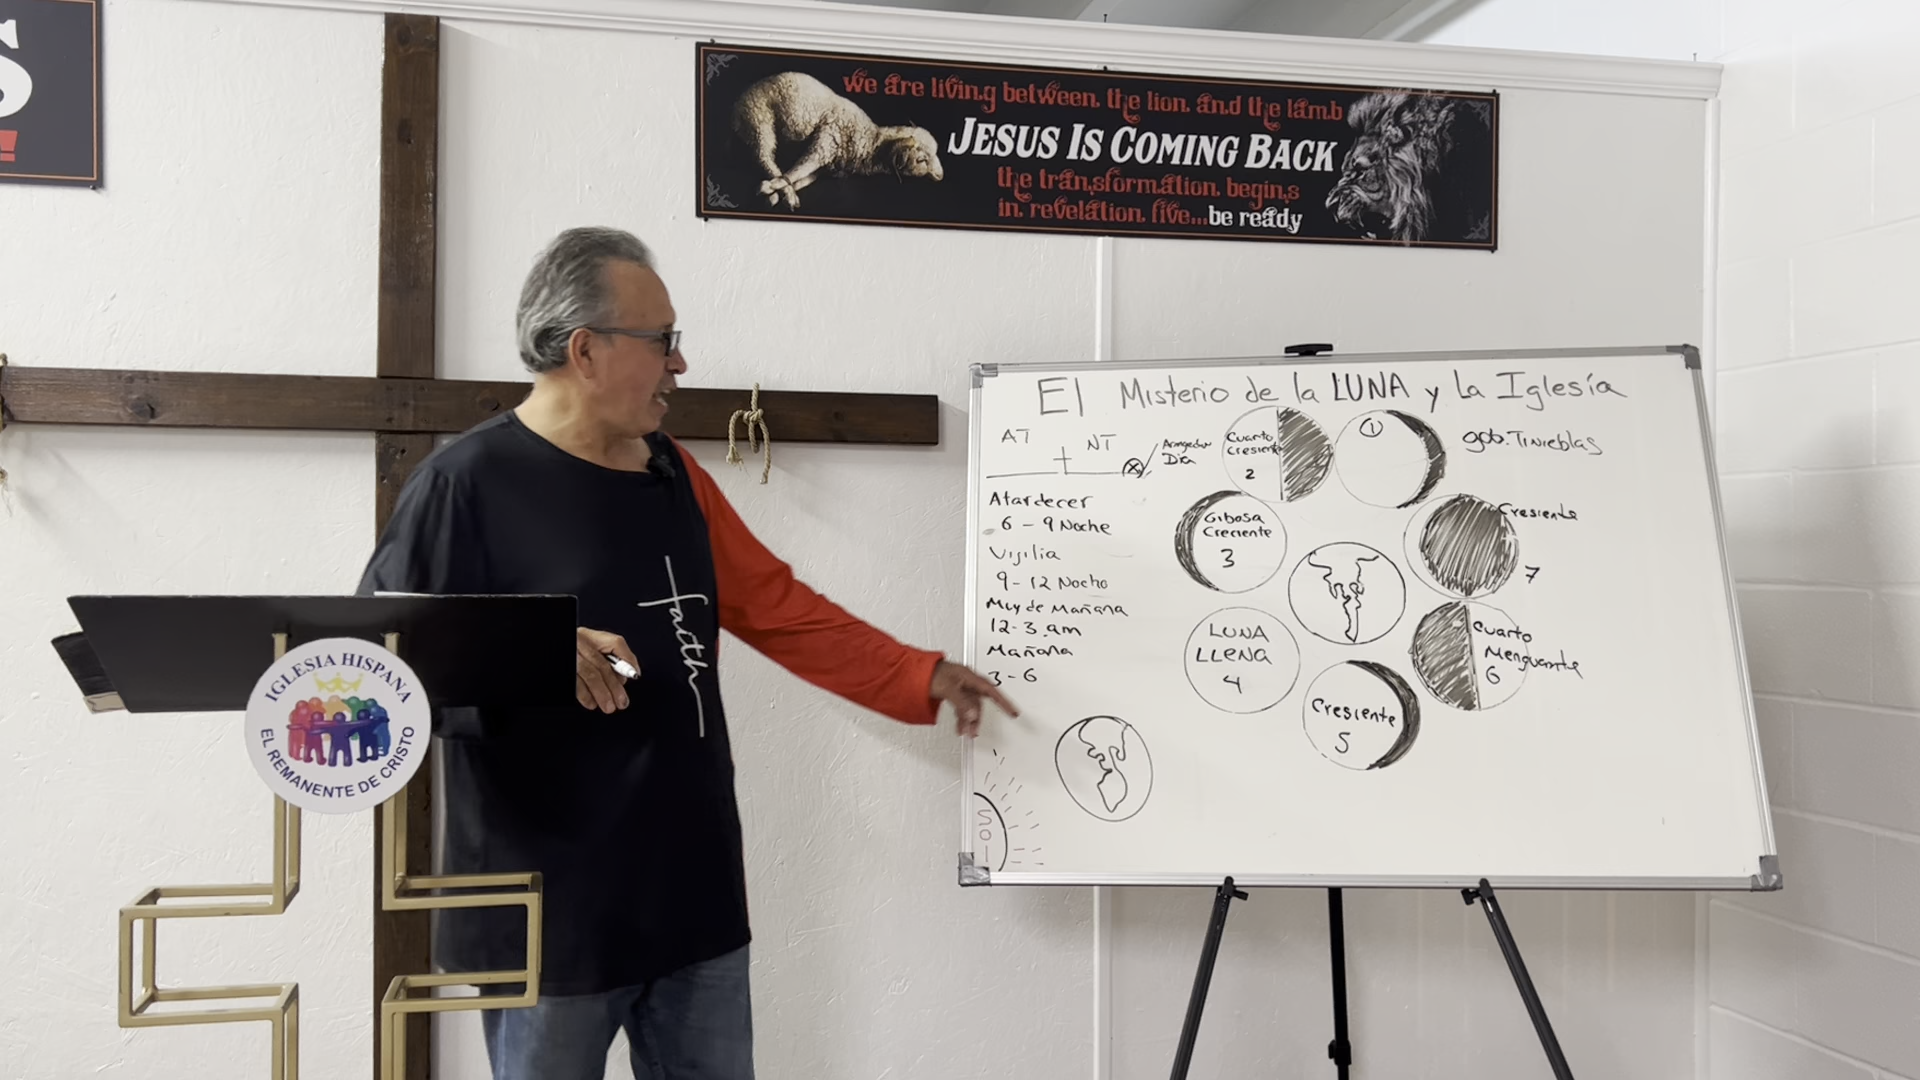 S
!
we are living between the lion and the lamb
JESUS IS COMING BACK
the transformation begins
in revelation five...be ready
El Misterio de la LUNA y La Iglesia
AT
NT
Dia
Cuarto
Cresiente
2
1
gob. Tinieblas
Atardecer
6 - 9 Noche
Vigilia
9 - 12 Noche
Muy de Mañana
12-3 am
Mañana
3-6
Gibosa
Creciente
3
Cresiente
7
LUNA
LLENA
4
Cuarto
Menguante
6
Cresiente
5
Sol
faith
IGLESIA HISPANA
EL REMANENTE DE CRISTO